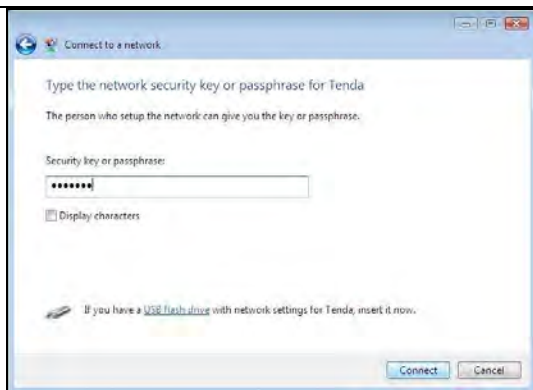 Connect to a network
Type the network security key or passphrase for Tenda
The person who setup the network can give you the key or passphrase.
Security key or passphrase:
•••••••
Display characters
If you have a USB flash drive with network settings for Tenda, insert it now.
Connect Cancel